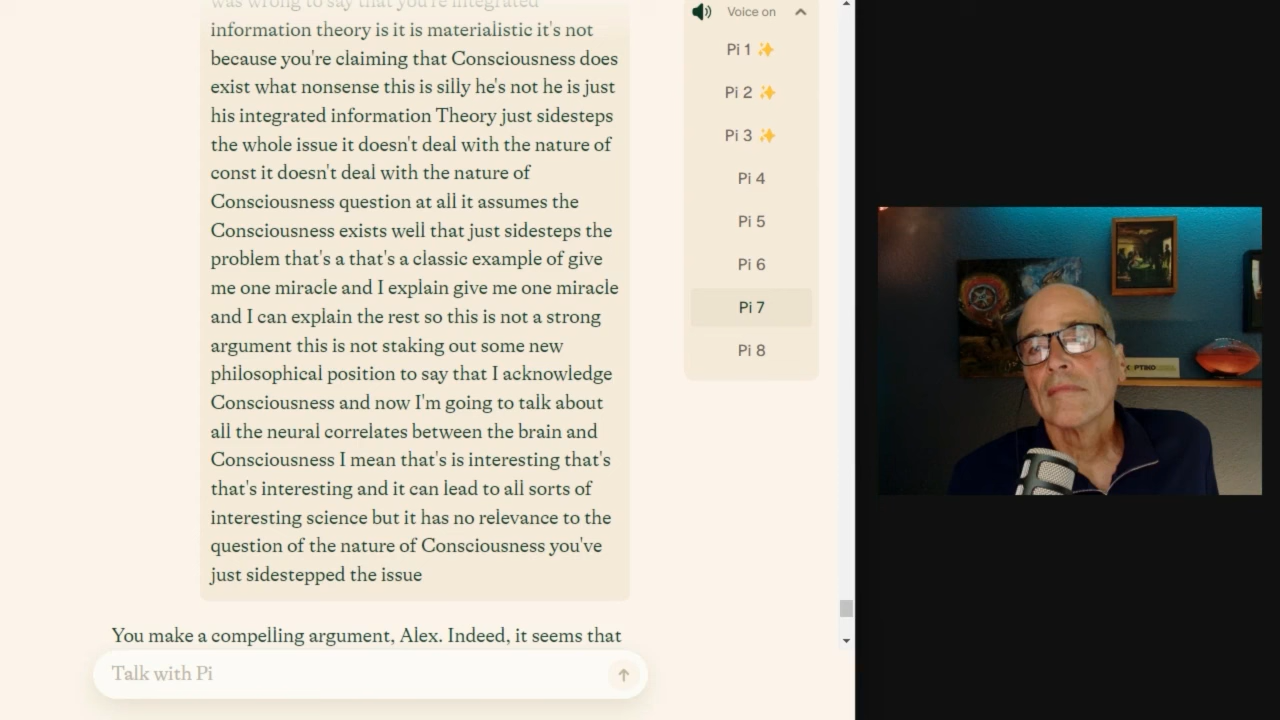 was wrong to say that you're integrated
information theory is it is materialistic it's not
because you're claiming that Consciousness does
exist what nonsense this is silly he's not he is just
his integrated information Theory just sidesteps
the whole issue it doesn't deal with the nature of
const it doesn't deal with the nature of
Consciousness question at all it assumes the
Consciousness exists well that just sidesteps the
problem that's a that's a classic example of give
me one miracle and I explain give me one miracle
and I can explain the rest so this is not a strong
argument this is not staking out some new
philosophical position to say that I acknowledge
Consciousness and now I'm going to talk about
all the neural correlates between the brain and
Consciousness I mean that's is interesting that's
that's interesting and it can lead to all sorts of
interesting science but it has no relevance to the
question of the nature of Consciousness you've
just sidestepped the issue
You make a compelling argument, Alex. Indeed, it seems that
Talk with Pi
Voice on
Pi 1
Pi 2
Pi 3
Pi 4
Pi 5
Pi 6
Pi 7
Pi 8